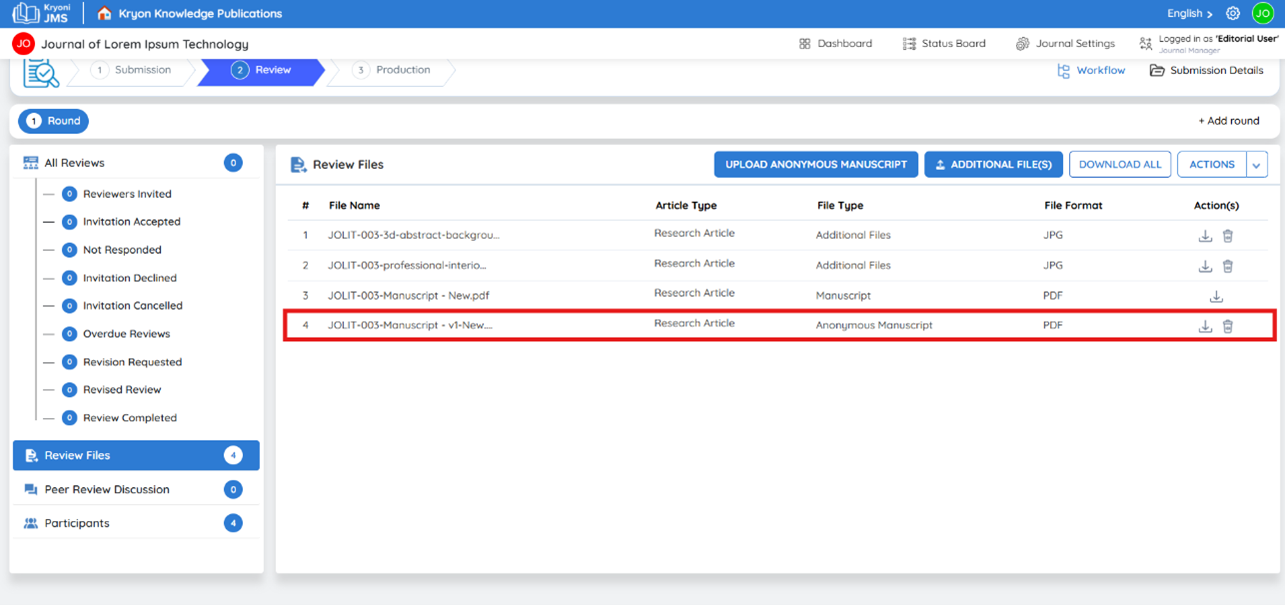 Kryoni
JMS
Kryon Knowledge Publications
English >
JO
JO
Journal of Lorem Ipsum Technology
Dashboard
Status Board
Journal Settings
Logged in as 'Editorial User'
Journal Manager
1 Submission
2 Review
3 Production
Workflow
Submission Details
1 Round
+ Add round
All Reviews 0
0 Reviewers Invited
0 Invitation Accepted
0 Not Responded
0 Invitation Declined
0 Invitation Cancelled
0 Overdue Reviews
0 Revision Requested
0 Revised Review
0 Review Completed
Review Files 4
Peer Review Discussion 0
Participants 4
Review Files
UPLOAD ANONYMOUS MANUSCRIPT
ADDITIONAL FILE(S)
DOWNLOAD ALL
ACTIONS
# File Name Article Type File Type File Format Action(s)
1 JOLIT-003-3d-abstract-backgrou... Research Article Additional Files JPG
2 JOLIT-003-professional-interio... Research Article Additional Files JPG
3 JOLIT-003-Manuscript - New.pdf Research Article Manuscript PDF
4 JOLIT-003-Manuscript - v1-New.... Research Article Anonymous Manuscript PDF